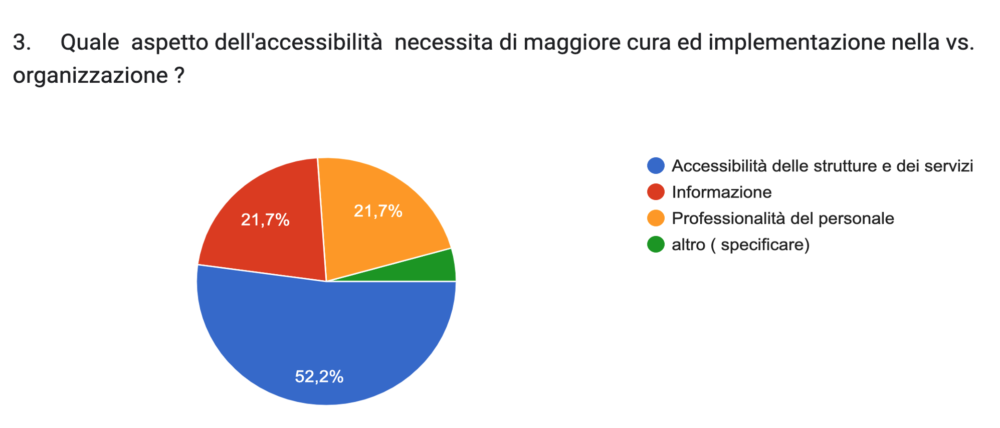 3. Quale aspetto dell'accessibilità necessita di maggiore cura ed implementazione nella vs.
organizzazione ?
Accessibilità delle strutture e dei servizi
Informazione
Professionalità del personale
altro ( specificare)
21,7%
21,7%
52,2%